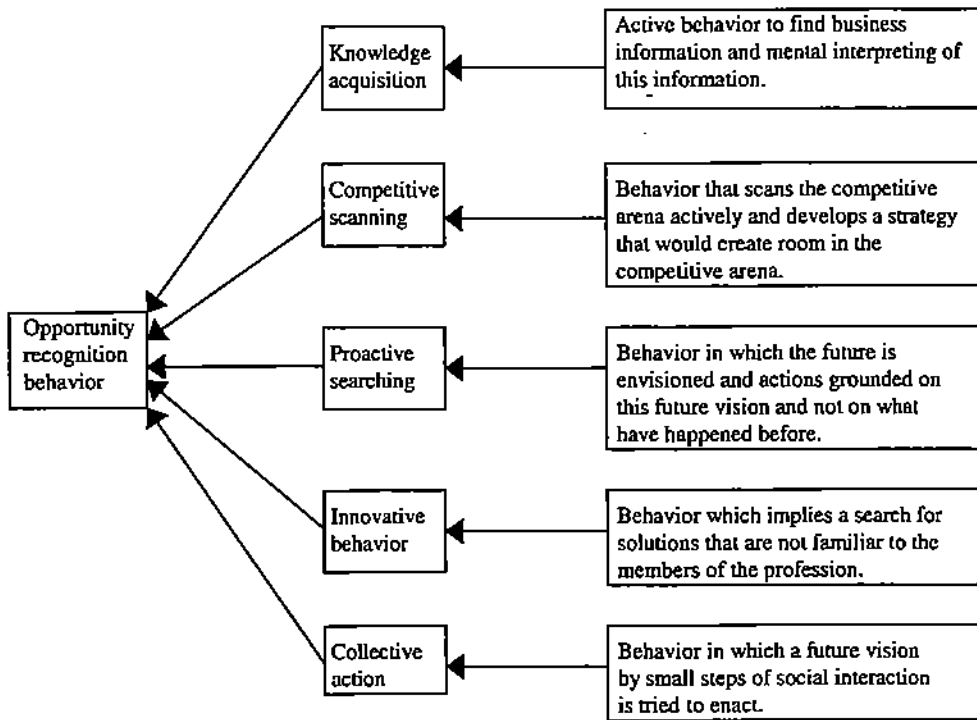 Knowledge
acquisition
Active behavior to find business
information and mental interpreting of
this information.
Competitive
scanning
Behavior that scans the competitive
arena actively and develops a strategy
that would create room in the
competitive arena.
Opportunity
recognition
behavior
Proactive
searching
Behavior in which the future is
envisioned and actions grounded on
this future vision and not on what
have happened before.
Innovative
behavior
Behavior which implies a search for
solutions that are not familiar to the
members of the profession.
Collective
action
Behavior in which a future vision
by small steps of social interaction
is tried to enact.